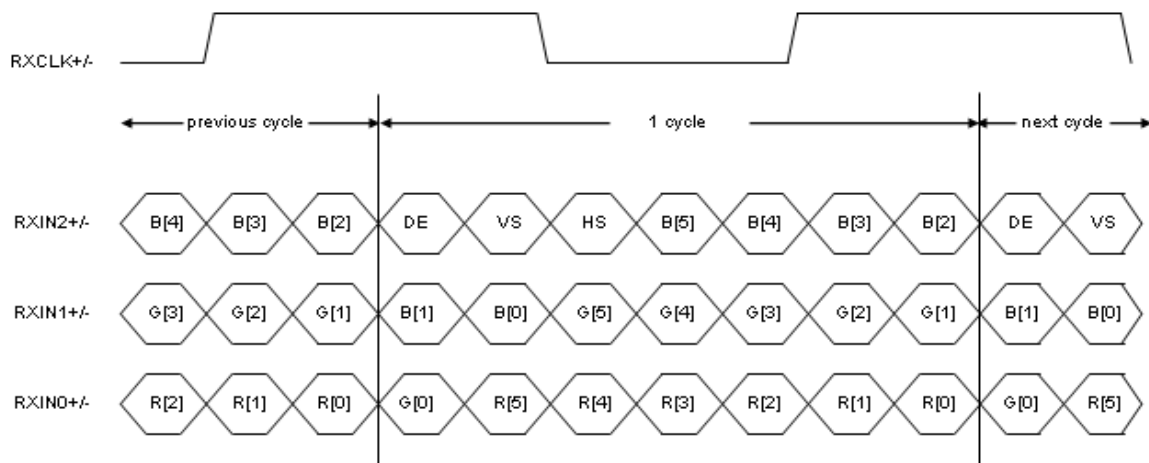 RXCLK+/-
previous cycle 1 cycle next cycle
RXIN2+/- B[4] B[3] B[2] DE VS HS B[5] B[4] B[3] B[2] DE VS
RXIN1+/- G[3] G[2] G[1] B[1] B[0] G[5] G[4] G[3] G[2] G[1] B[1] B[0]
RXIN0+/- R[2] R[1] R[0] G[0] R[5] R[4] R[3] R[2] R[1] R[0] G[0] R[5]